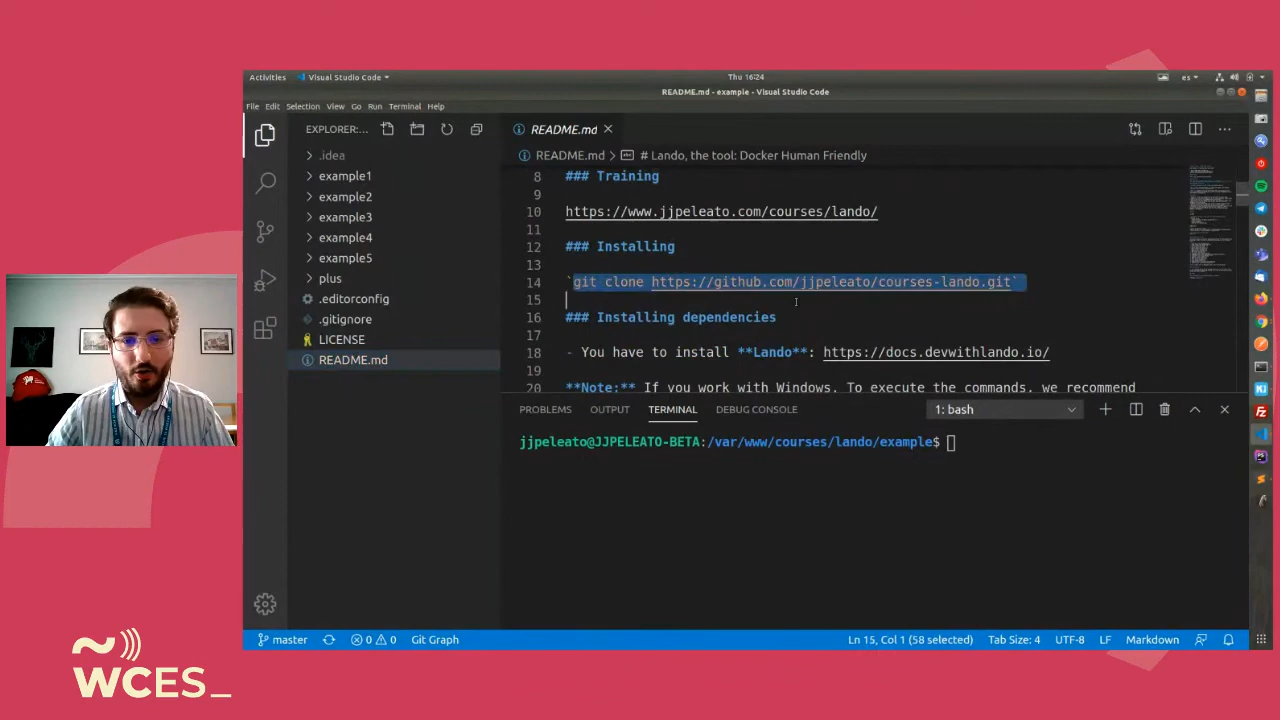 Activities
Visual Studio Code
Thu 16:24
es
README.md - example - Visual Studio Code
File Edit Selection View Go Run Terminal Help
EXPLORER:...
README.md
README.md > # Lando, the tool: Docker Human Friendly
.idea
example1
example2
example3
example4
example5
plus
.editorconfig
.gitignore
LICENSE
README.md
8 ### Training
9
10 https://www.jjpeleato.com/courses/lando/
11
12 ### Installing
13
14 `git clone https://github.com/jjpeleato/courses-lando.git`
15
16 ### Installing dependencies
17
18 - You have to install **Lando**: https://docs.devwithlando.io/
19
20 **Note:** If you work with Windows. To execute the commands, we recommend
PROBLEMS OUTPUT TERMINAL DEBUG CONSOLE
1: bash
jjpeleato@JJPELEATO-BETA:/var/www/courses/lando/example$
master
0 0
Git Graph
Ln 15, Col 1 (58 selected)
Tab Size: 4
UTF-8
LF
Markdown
WCES_